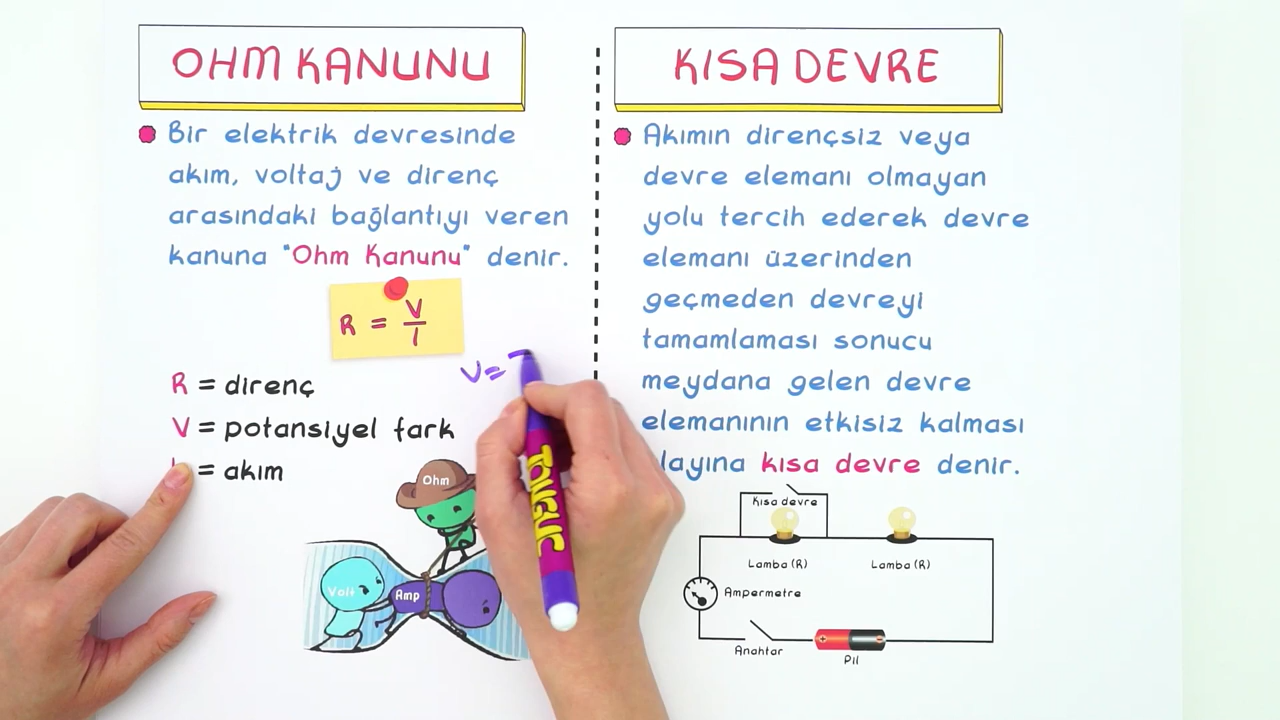 OHM KANUNU
Bir elektrik devresinde
akım, voltaj ve direnç
arasındaki bağlantıyı veren
kanuna "Ohm Kanunu" denir.
R = V
I
V=
R = direnç
V = potansiyel fark
= akım
Ohm
Volt
Amp
KISA DEVRE
Akımın dirençsiz veya
devre elemanı olmayan
yolu tercih ederek devre
elemanı üzerinden
geçmeden devreyi
tamamlaması sonucu
meydana gelen devre
elemanının etkisiz kalması
layına kısa devre denir.
Kısa devre
Lamba (R)
Lamba (R)
Ampermetre
Anahtar
+
-
Pil
TONGUÇ